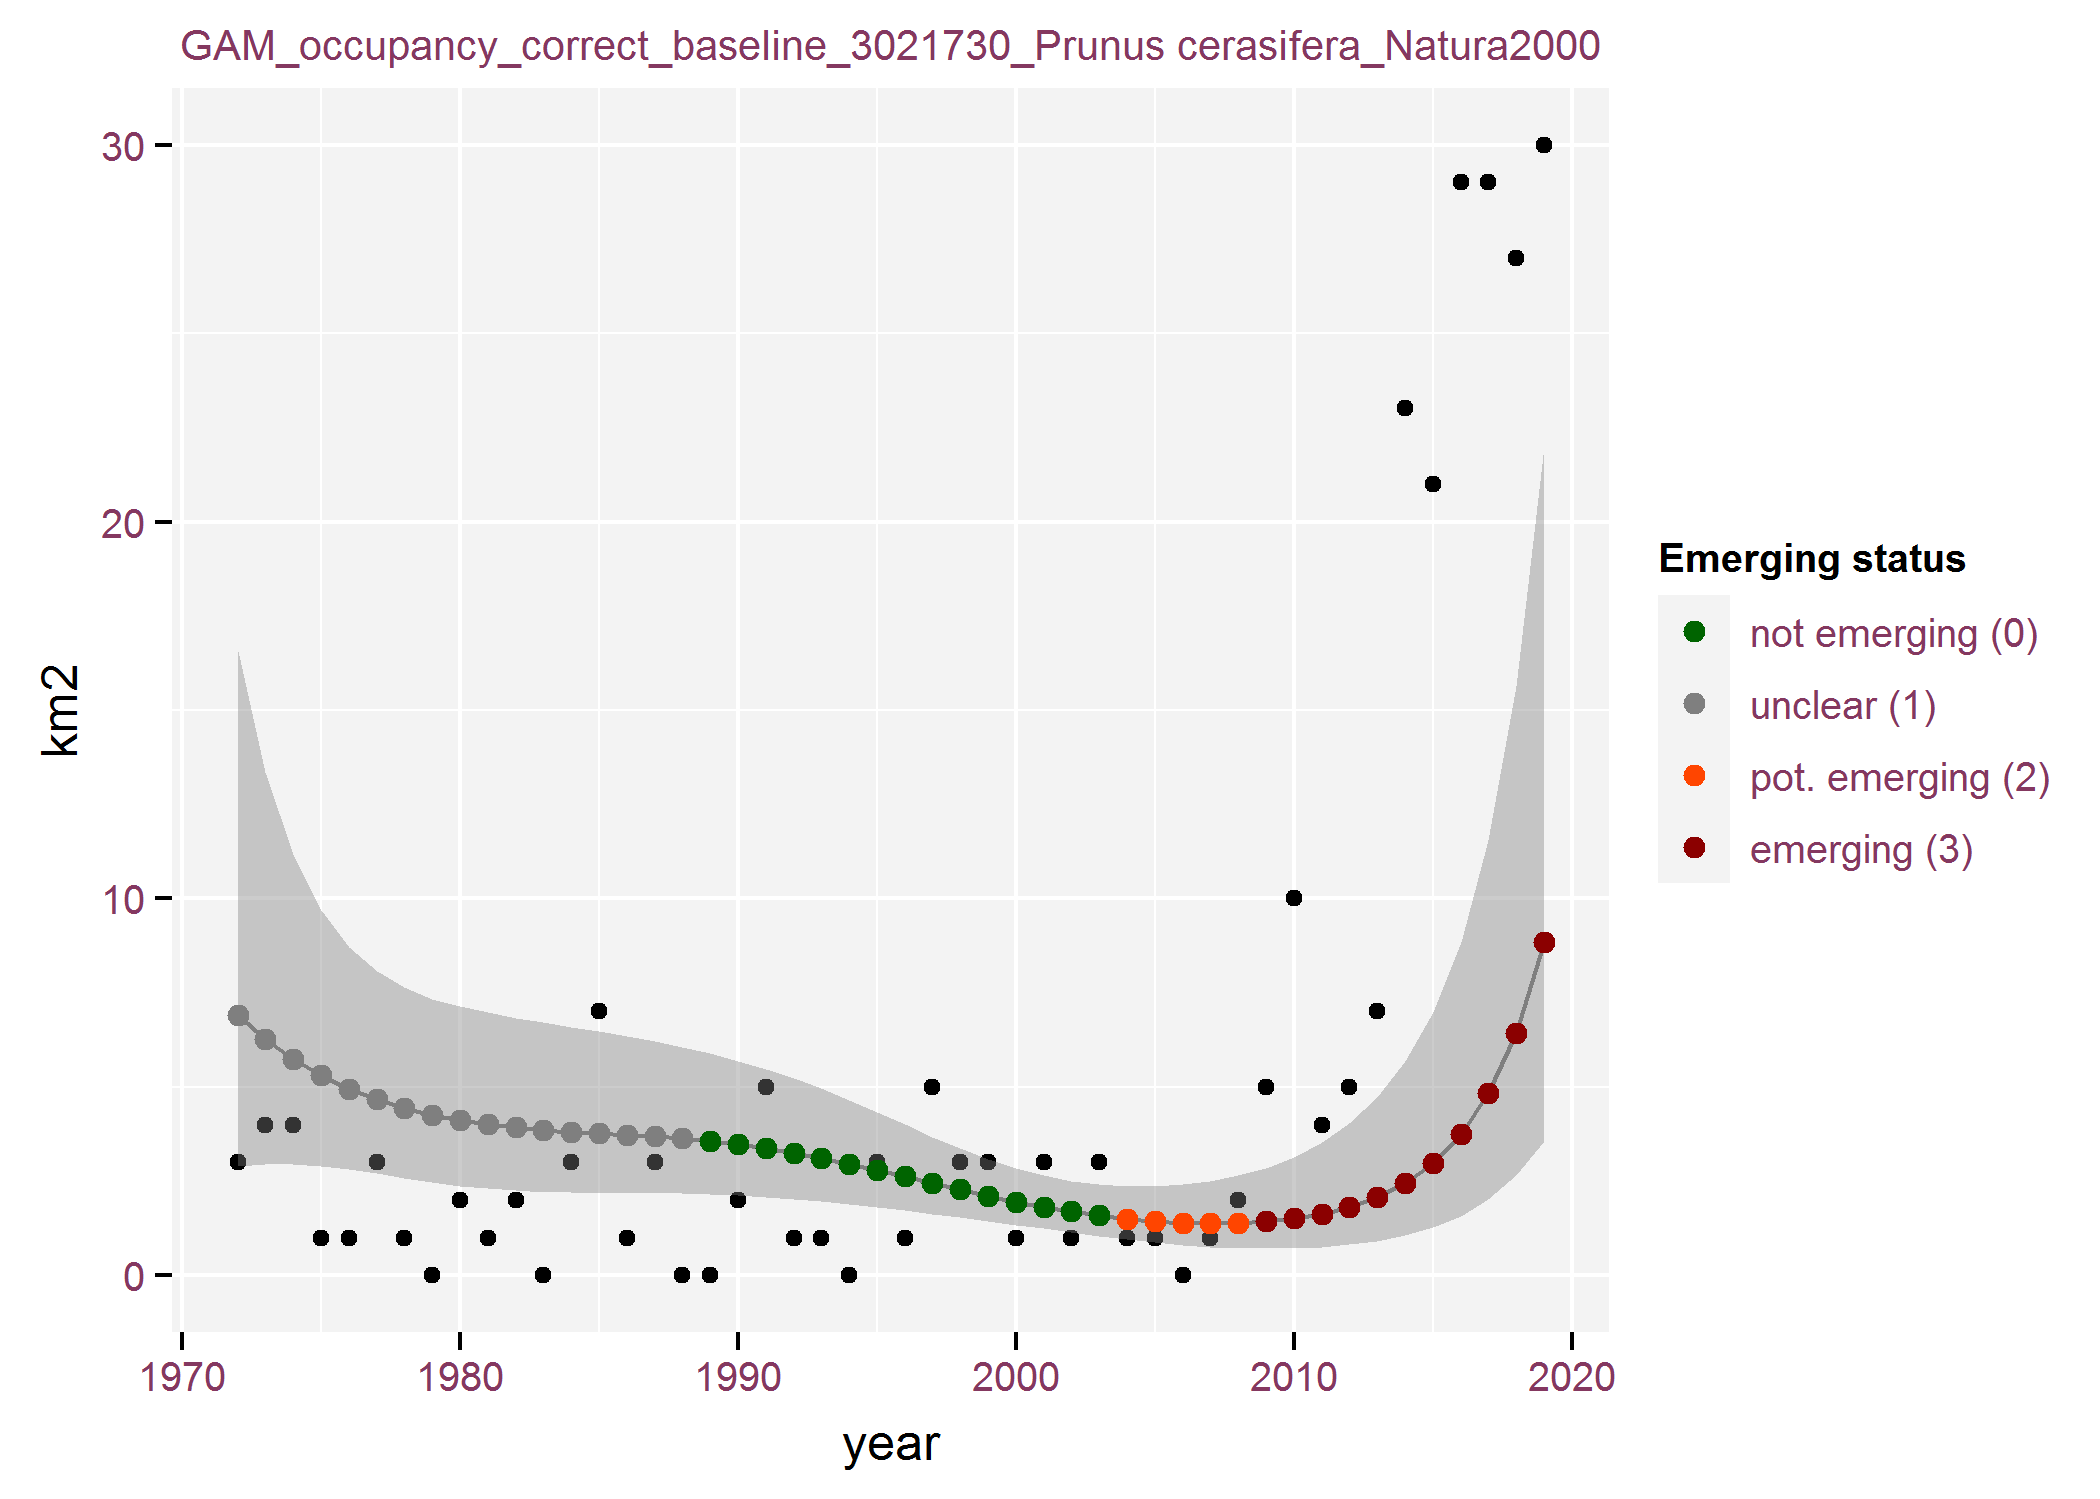 GAM_occupancy_correct_baseline_3021730_Prunus cerasifera_Natura2000
30
20
10
0
km2
1970 1980 1990 2000 2010 2020
year
Emerging status
not emerging (0)
unclear (1)
pot. emerging (2)
emerging (3)